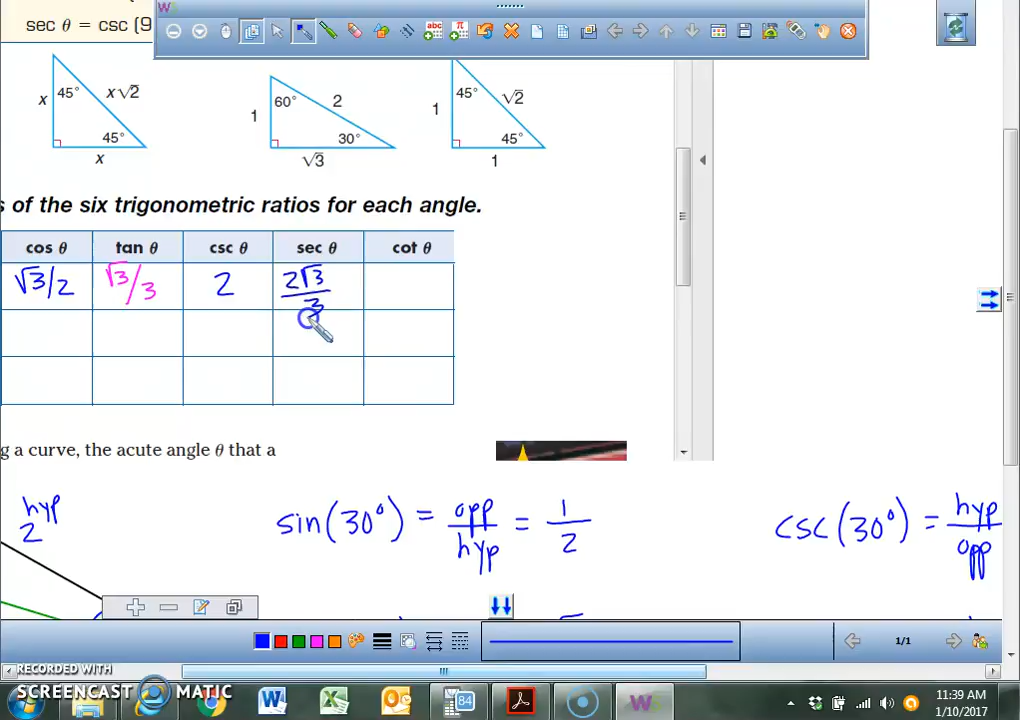 sec θ = csc (9
x 45° x√2
45°
x
60° 2
1
30°
√3
45° √2
1
45°
1
s of the six trigonometric ratios for each angle.
cos θ tan θ csc θ sec θ cot θ
√3/2 √3/3 2 2√3/3
g a curve, the acute angle θ that a
hyp
2
sin(30°) = opp/hyp = 1/2
csc(30°) = hyp/opp
1/1
RECORDED WITH
SCREENCAST MATIC
84
11:39 AM
1/10/2017